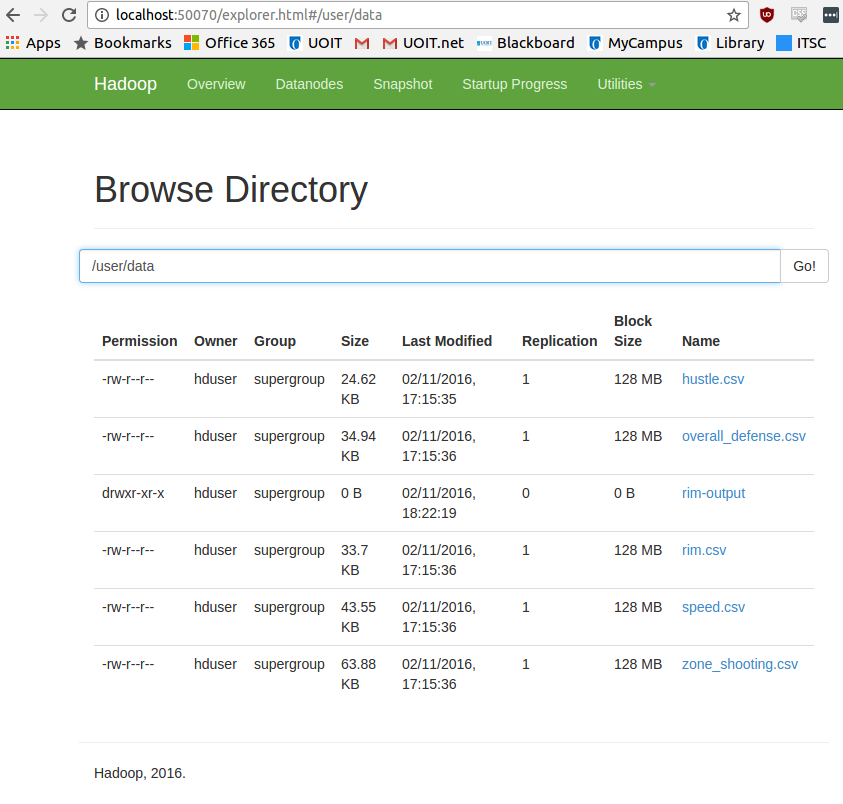 localhost:50070/explorer.html#/user/data
Apps Bookmarks Office 365 UOIT UOIT.net Blackboard MyCampus Library ITSC
Hadoop Overview Datanodes Snapshot Startup Progress Utilities
Browse Directory
/user/data Go!
Permission Owner Group Size Last Modified Replication Block Size Name
-rw-r--r-- hduser supergroup 24.62 KB 02/11/2016, 17:15:35 1 128 MB hustle.csv
-rw-r--r-- hduser supergroup 34.94 KB 02/11/2016, 17:15:36 1 128 MB overall_defense.csv
drwxr-xr-x hduser supergroup 0 B 02/11/2016, 18:22:19 0 0 B rim-output
-rw-r--r-- hduser supergroup 33.7 KB 02/11/2016, 17:15:36 1 128 MB rim.csv
-rw-r--r-- hduser supergroup 43.55 KB 02/11/2016, 17:15:36 1 128 MB speed.csv
-rw-r--r-- hduser supergroup 63.88 KB 02/11/2016, 17:15:36 1 128 MB zone_shooting.csv
Hadoop, 2016.